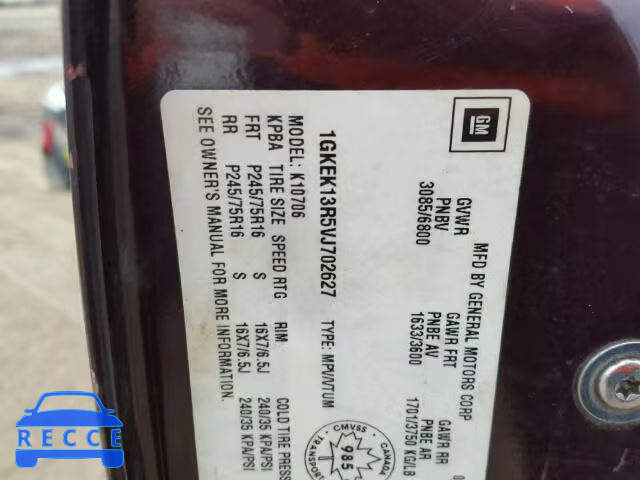 GM
MFD BY GENERAL MOTORS CORP
GVWR GAWR FRT GAWR RR
PNBV PNBE AV PNBE AR
3085/6800 1633/3600 1701/3750 KG/LB
CMVSS
985
TRANSPORT
CANADA
1GKEK13R5VJ702627 TYPE: MPV/VTUM
MODEL: K10706
KPBA TIRE SIZE SPEED RTG RIM COLD TIRE PRESS
FRT P245/75R16 S 16X7/6.5J 240/35 KPA/PSI
RR P245/75R16 S 16X7/6.5J 240/35 KPA/PSI
SEE OWNER'S MANUAL FOR MORE INFORMATION.
RECCE